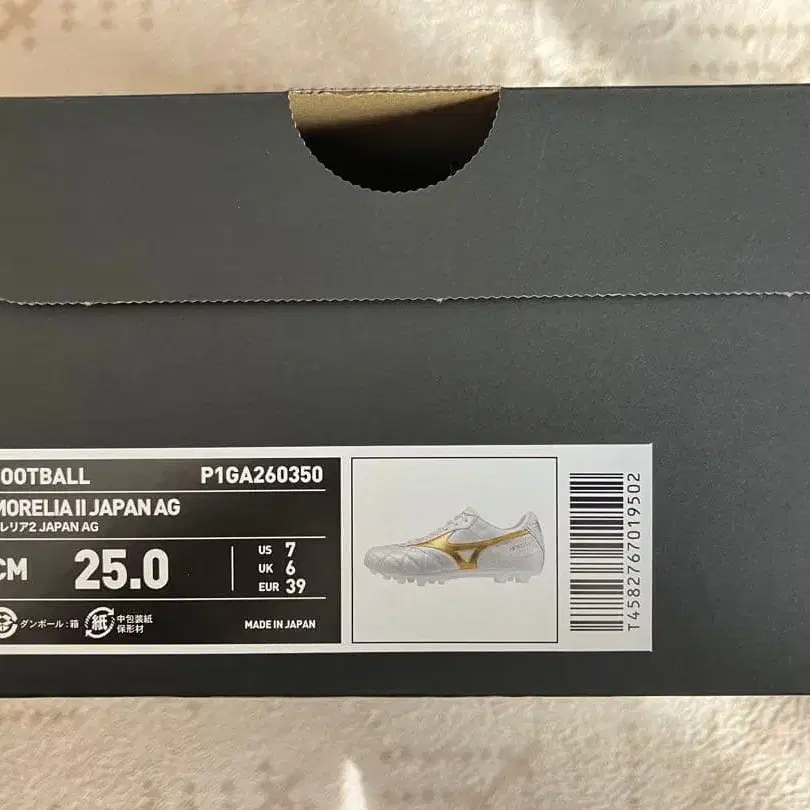 OOTBALL P1GA260350
MORELIA II JAPAN AG
レリア2 JAPAN AG
CM 25.0
US 7
UK 6
EUR 39
ダンボール:箱
紙 中包装紙
保形材
MADE IN JAPAN
T4582767019502